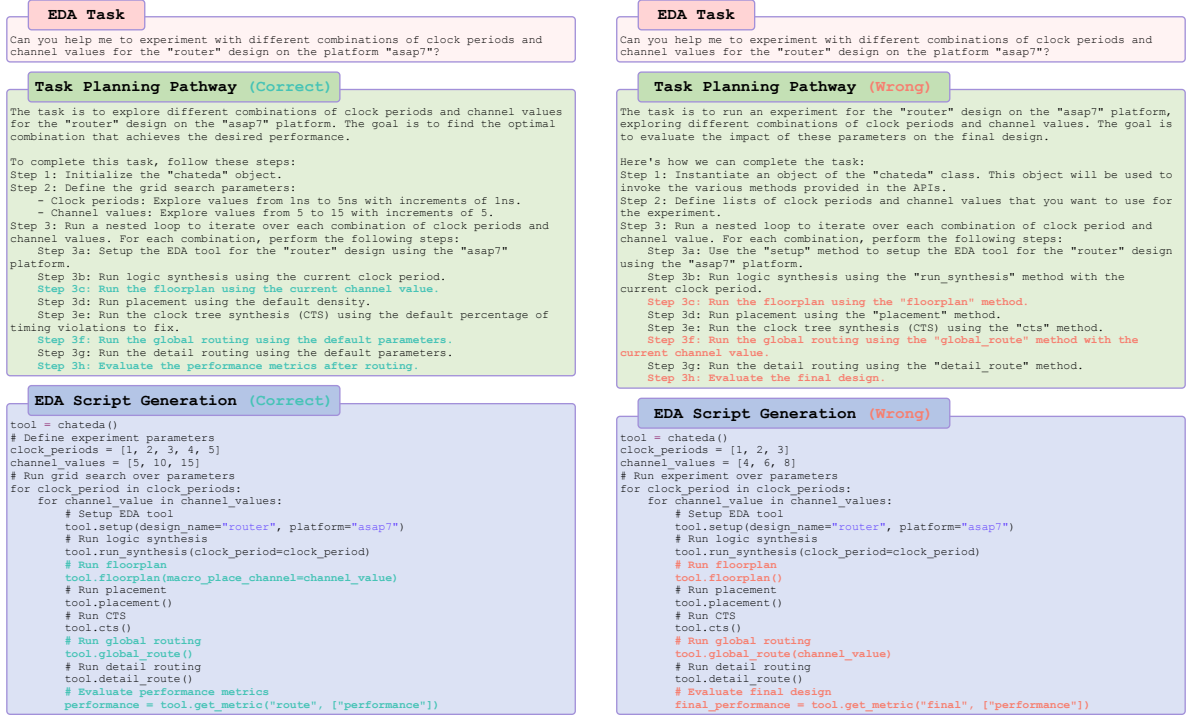 EDA Task
Can you help me to experiment with different combinations of clock periods and
channel values for the "router" design on the platform "asap7"?
Task Planning Pathway (Correct)
The task is to explore different combinations of clock periods and channel values
for the "router" design on the "asap7" platform. The goal is to find the optimal
combination that achieves the desired performance.
To complete this task, follow these steps:
Step 1: Initialize the "chateda" object.
Step 2: Define the grid search parameters:
- Clock periods: Explore values from 1ns to 5ns with increments of 1ns.
- Channel values: Explore values from 5 to 15 with increments of 5.
Step 3: Run a nested loop to iterate over each combination of clock periods and
channel values. For each combination, perform the following steps:
Step 3a: Setup the EDA tool for the "router" design using the "asap7"
platform.
Step 3b: Run logic synthesis using the current clock period.
Step 3c: Run the floorplan using the current channel value.
Step 3d: Run placement using the default density.
Step 3e: Run the clock tree synthesis (CTS) using the default percentage of
timing violations to fix.
Step 3f: Run the global routing using the default parameters.
Step 3g: Run the detail routing using the default parameters.
Step 3h: Evaluate the performance metrics after routing.
EDA Script Generation (Correct)
tool = chateda()
# Define experiment parameters
clock_periods = [1, 2, 3, 4, 5]
channel_values = [5, 10, 15]
# Run grid search over parameters
for clock_period in clock_periods:
for channel_value in channel_values:
# Setup EDA tool
tool.setup(design_name="router", platform="asap7")
# Run logic synthesis
tool.run_synthesis(clock_period=clock_period)
# Run floorplan
tool.floorplan(macro_place_channel=channel_value)
# Run placement
tool.placement()
# Run CTS
tool.cts()
# Run global routing
tool.global_route()
# Run detail routing
tool.detail_route()
# Evaluate performance metrics
performance = tool.get_metric("route", ["performance"])
EDA Task
Can you help me to experiment with different combinations of clock periods and
channel values for the "router" design on the platform "asap7"?
Task Planning Pathway (Wrong)
The task is to run an experiment for the "router" design on the "asap7" platform,
exploring different combinations of clock periods and channel values. The goal is
to evaluate the impact of these parameters on the final design.
Here's how we can complete the task:
Step 1: Instantiate an object of the "chateda" class. This object will be used to
invoke the various methods provided in the APIs.
Step 2: Define lists of clock periods and channel values that you want to use for
the experiment.
Step 3: Run a nested loop to iterate over each combination of clock period and
channel value. For each combination, perform the following steps:
Step 3a: Use the "setup" method to setup the EDA tool for the "router" design
using the "asap7" platform.
Step 3b: Run logic synthesis using the "run_synthesis" method with the
current clock period.
Step 3c: Run the floorplan using the "floorplan" method.
Step 3d: Run placement using the "placement" method.
Step 3e: Run the clock tree synthesis (CTS) using the "cts" method.
Step 3f: Run the global routing using the "global_route" method with the
current channel value.
Step 3g: Run the detail routing using the "detail_route" method.
Step 3h: Evaluate the final design.
EDA Script Generation (Wrong)
tool = chateda()
clock_periods = [1, 2, 3]
channel_values = [4, 6, 8]
# Run experiment over parameters
for clock_period in clock_periods:
for channel_value in channel_values:
# Setup EDA tool
tool.setup(design_name="router", platform="asap7")
# Run logic synthesis
tool.run_synthesis(clock_period=clock_period)
# Run floorplan
tool.floorplan()
# Run placement
tool.placement()
# Run CTS
tool.cts()
# Run global routing
tool.global_route(channel_value)
# Run detail routing
tool.detail_route()
# Evaluate final design
final_performance = tool.get_metric("final", ["performance"])